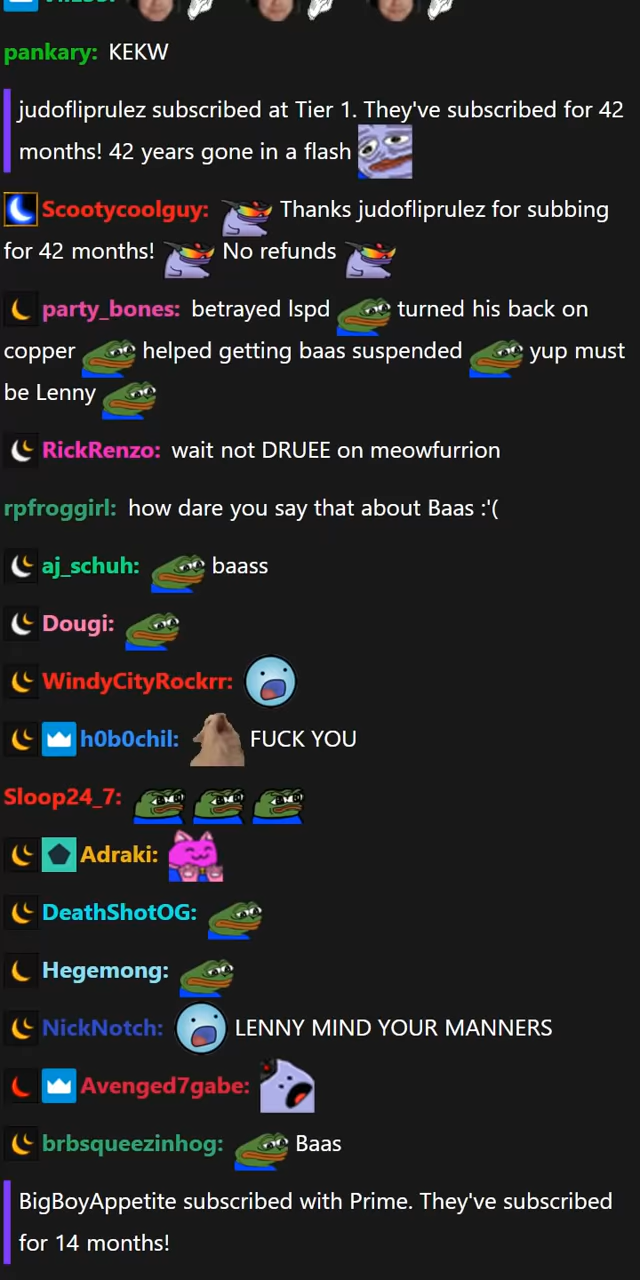 pankary: KEKW
judofliprulez subscribed at Tier 1. They've subscribed for 42
months! 42 years gone in a flash
Scootycoolguy: Thanks judofliprulez for subbing
for 42 months! No refunds
party_bones: betrayed lspd turned his back on
copper helped getting baas suspended yup must
be Lenny
RickRenzo: wait not DRUEE on meowfurrion
rpfroggirl: how dare you say that about Baas :'(
aj_schuh: baass
Dougi:
WindyCityRockrr:
h0b0chil: FUCK YOU
Sloop24_7:
Adraki:
DeathShotOG:
Hegemong:
NickNotch: LENNY MIND YOUR MANNERS
Avenged7gabe:
brbsqueezinhog: Baas
BigBoyAppetite subscribed with Prime. They've subscribed
for 14 months!